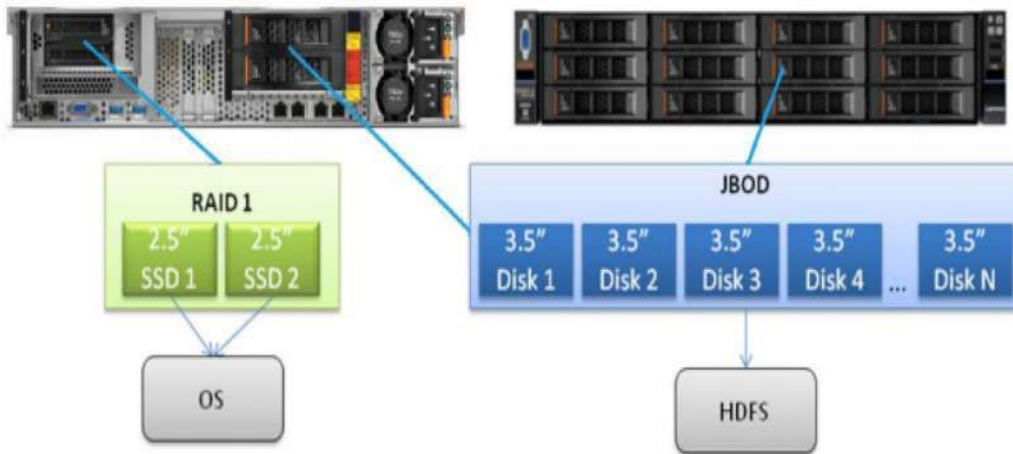 RAID 1
2.5”
SSD 1
2.5”
SSD 2
OS
JBOD
3.5”
Disk 1
3.5”
Disk 2
3.5”
Disk 3
3.5”
Disk 4
...
3.5”
Disk N
HDFS